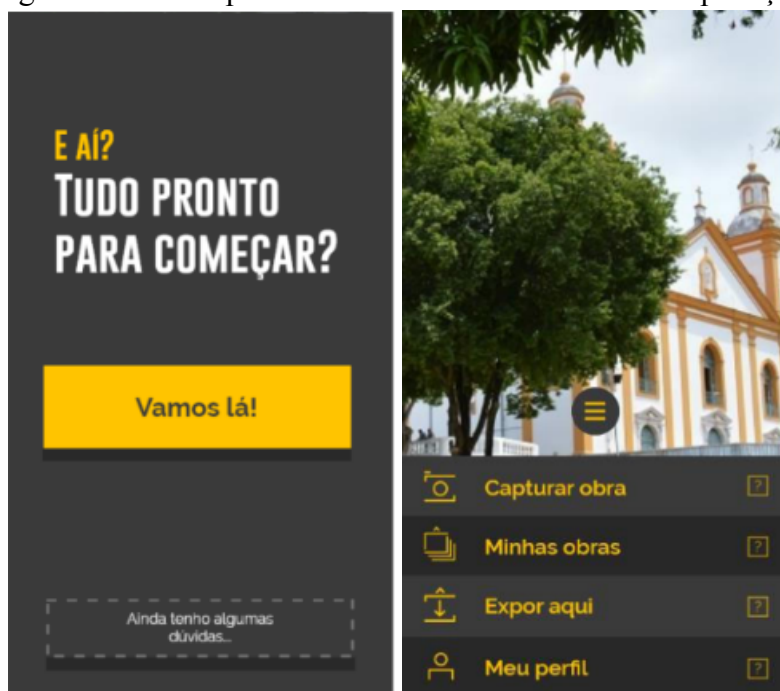 E AÍ?
TUDO PRONTO
PARA COMEÇAR?
Vamos lá!
Ainda tenho algumas
dúvidas...
Capturar obra ?
Minhas obras ?
Expor aqui ?
Meu perfil ?